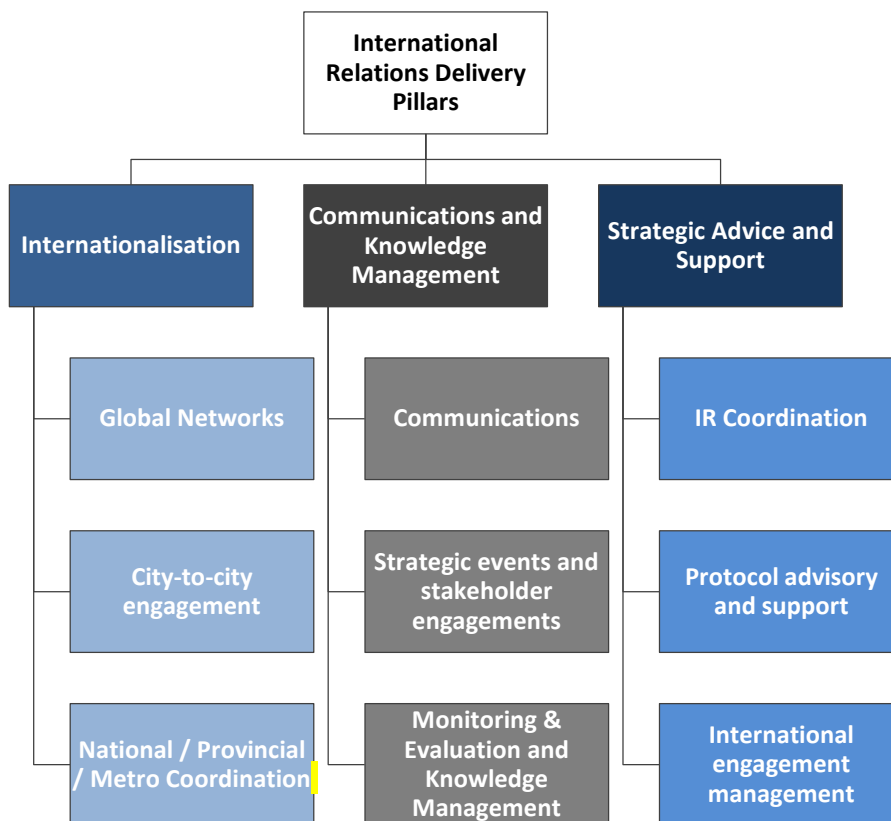 International
Relations Delivery
Pillars
Internationalisation
Communications and
Knowledge
Management
Strategic Advice and
Support
Global Networks
Communications
IR Coordination
City-to-city
engagement
Strategic events and
stakeholder
engagements
Protocol advisory
and support
National / Provincial
/ Metro Coordination
Monitoring &
Evaluation and
Knowledge
Management
International
engagement
management